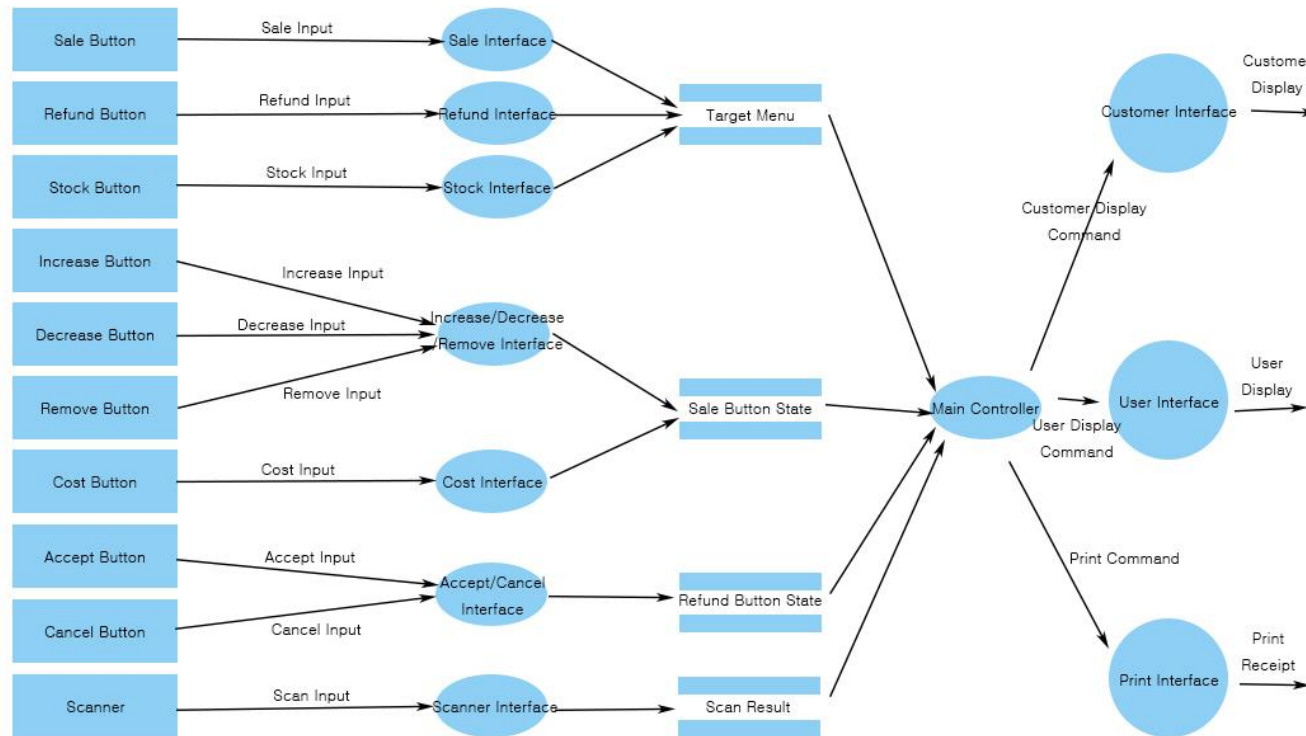 Sale Button
Sale Input
Sale Interface
Refund Button
Refund Input
Refund Interface
Stock Button
Stock Input
Stock Interface
Target Menu
Customer Interface
Custome
Display
Customer Display
Command
Increase Button
Increase Input
Decrease Button
Decrease Input
Increase/Decrease
/Remove Interface
Remove Button
Remove Input
Cost Button
Cost Input
Cost Interface
Sale Button State
Main Controller
User Display
Command
User Interface
User
Display
Accept Button
Accept Input
Cancel Button
Cancel Input
Accept/Cancel
Interface
Refund Button State
Scanner
Scan Input
Scanner Interface
Scan Result
Print Command
Print Interface
Print
Receipt